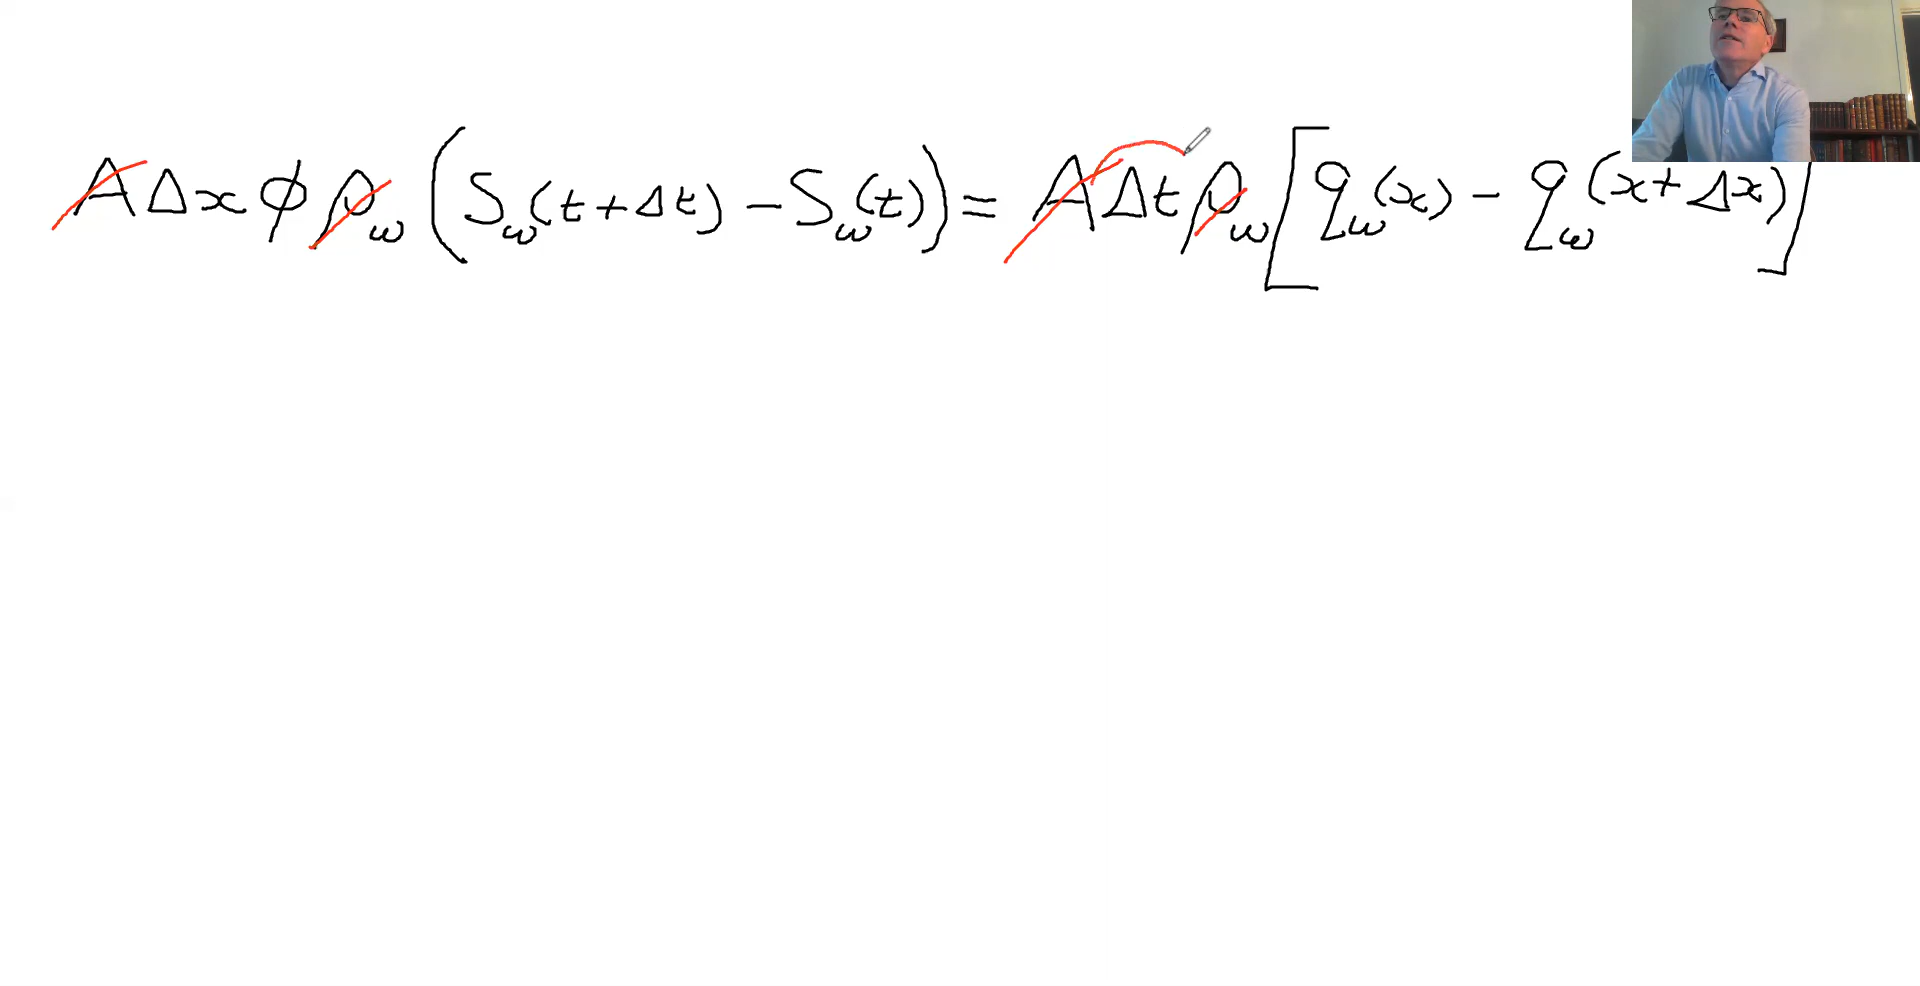 AΔxϕρ_w (S_w(t+Δt) - S_w(t)) = AΔtρ_w [q_w(x) - q_w(x+Δx)]